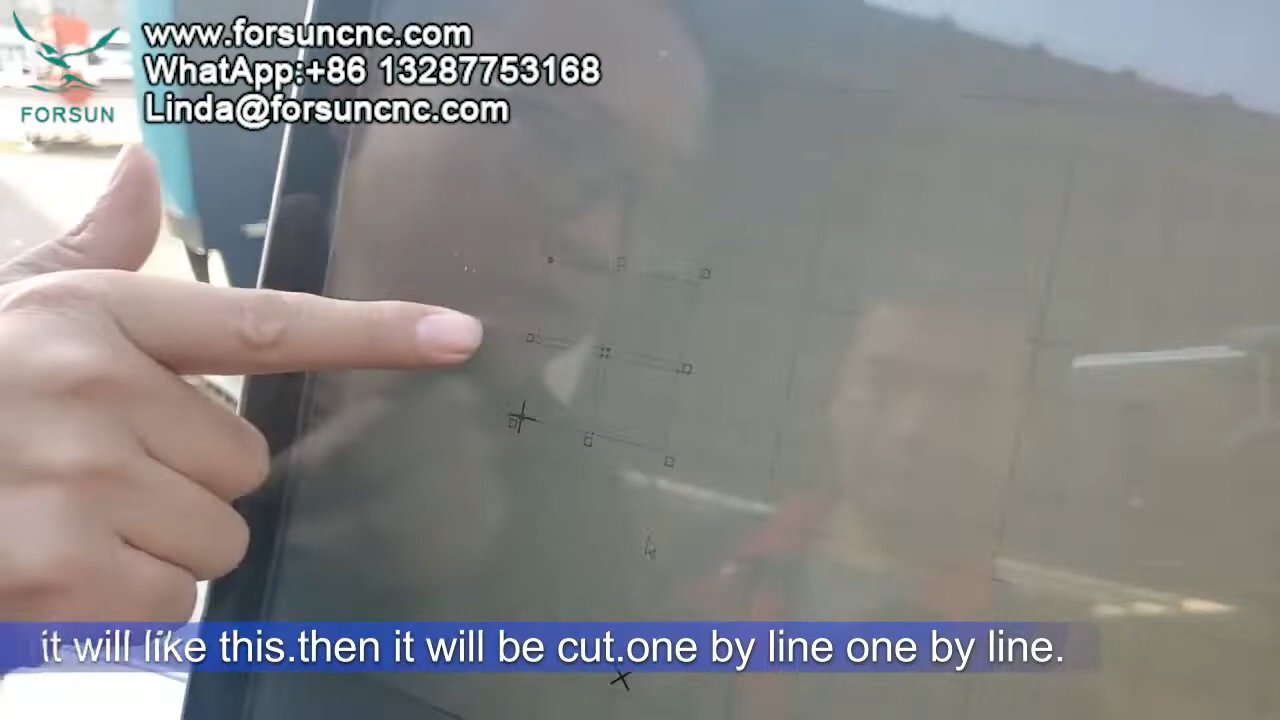 www.forsuncnc.com
WhatApp:+86 13287753168
Linda@forsuncnc.com
FORSUN
it will like this.then it will be cut.one by line one by line.